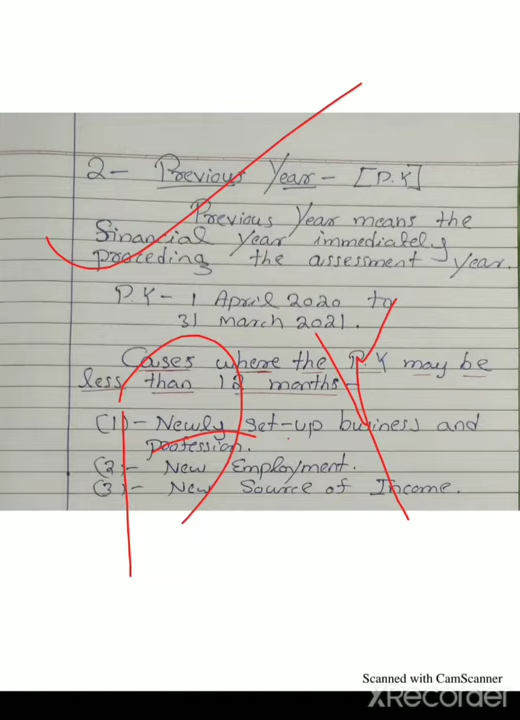 2- Previous Year- [P.Y]
Previous Year means the
Financial Year immediately
proceding the assessment year.
P.Y- 1 April 2020 to
31 march 2021.
Cases where the P.Y may be
less than 12 months-
(1)- Newly set-up business and
profession.
(2)- New Employment.
(3)- New Source of Income.
Scanned with CamScanner
XRecorder